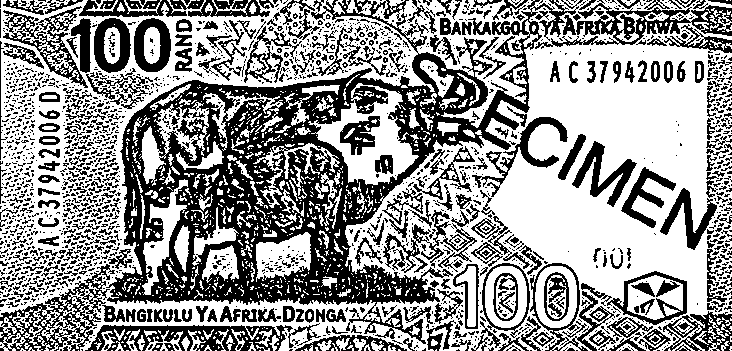 100 RAND
BANKAKGOLO YA AFRIKA BORWA
A C 37942006 D
A C 37942006 D
SPECIMEN
001
100
BANGIKULU YA AFRIKA-DZONGA